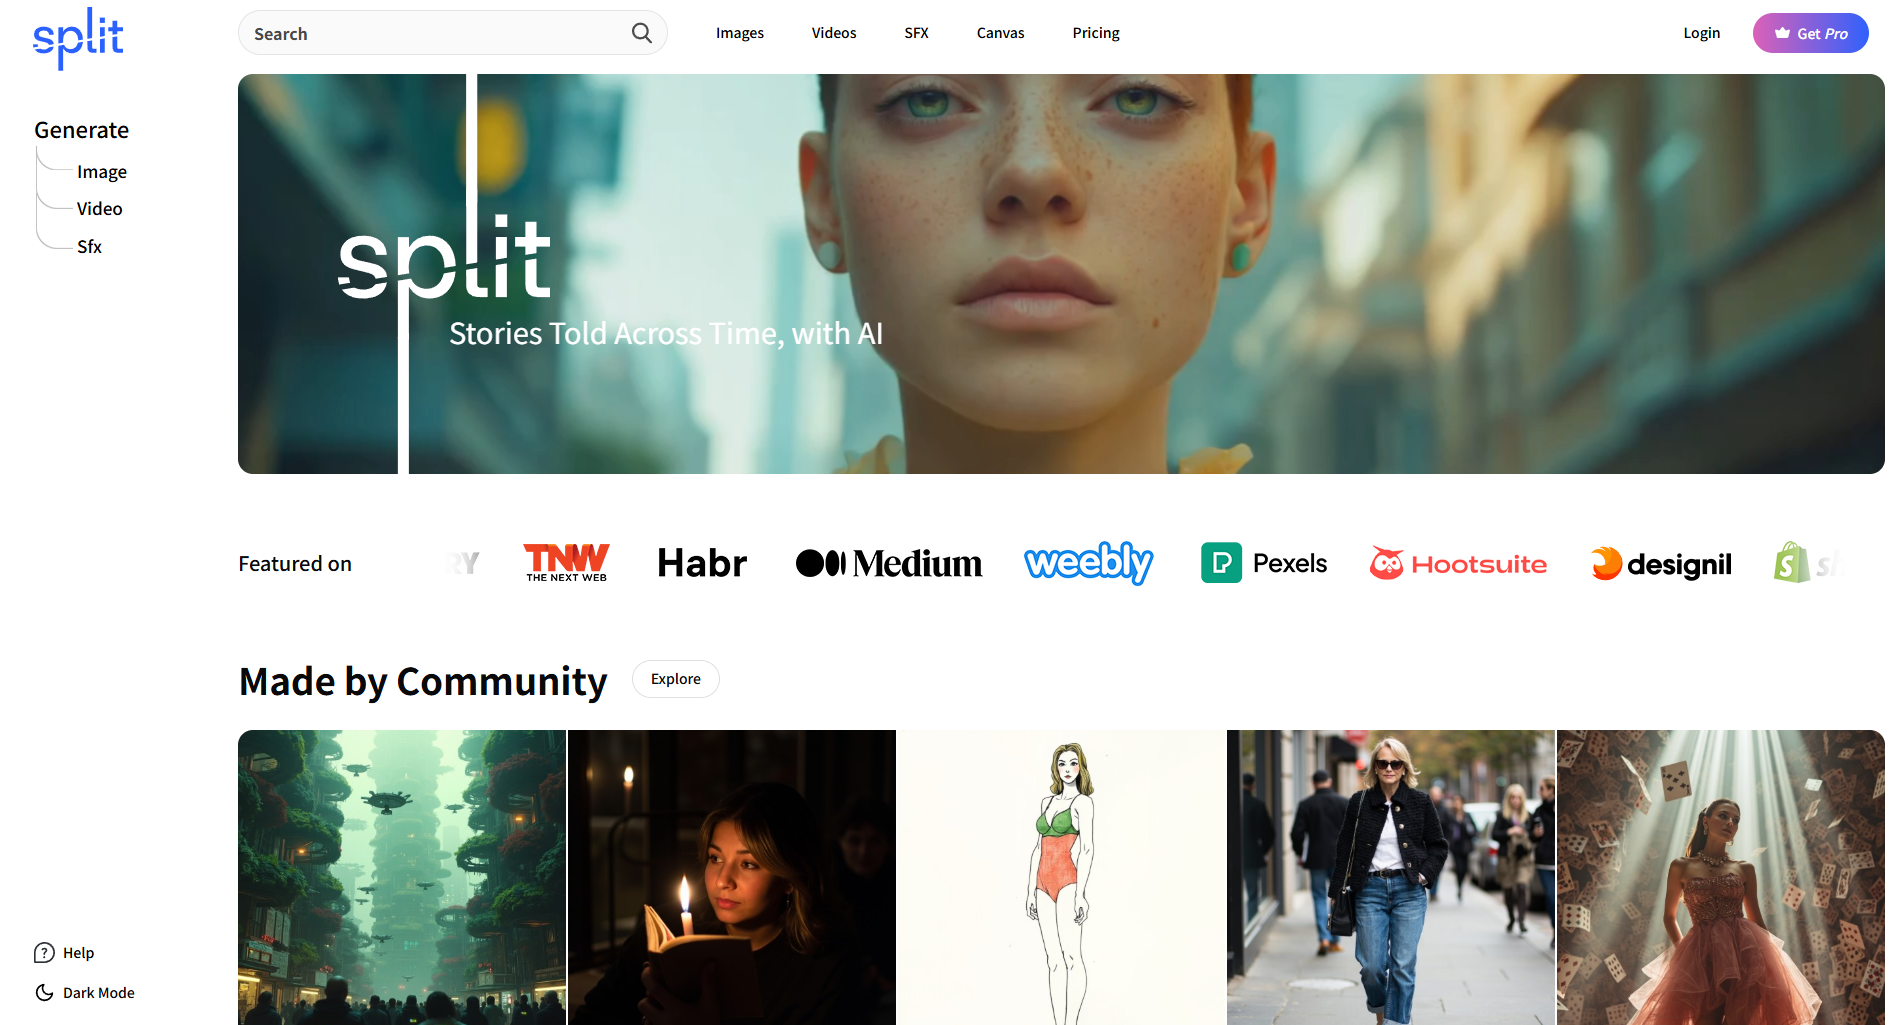 split
Search
Images
Videos
SFX
Canvas
Pricing
Login
Get Pro
Generate
Image
Video
Sfx
split
Stories Told Across Time, with AI
Featured on
RY
TNW
THE NEXT WEB
Habr
Medium
weebly
P
Pexels
Hootsuite
designil
S
Made by Community
Explore
? Help
Dark Mode